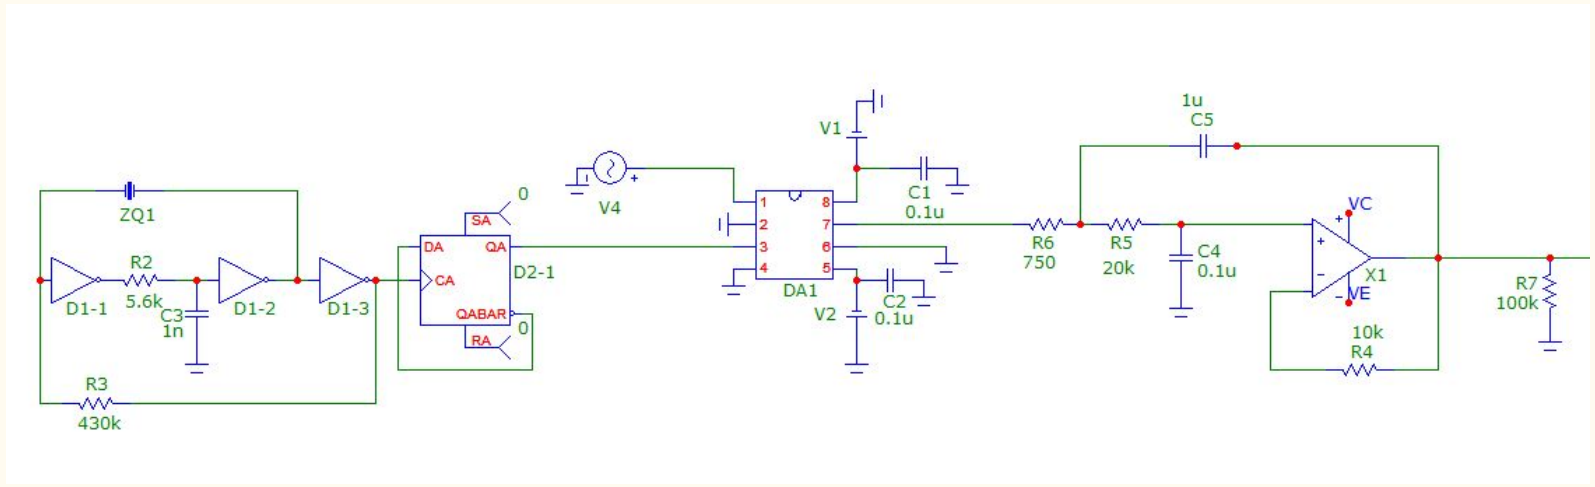 ZQ1
D1-1
R2
5.6k
C3
1n
D1-2
D1-3
R3
430k
SA
0
DA
QA
CA
D2-1
QABAR
RA
0
V4
+
V1
C1
0.1u
1
2
3
4
8
7
6
5
DA1
V2
C2
0.1u
R6
750
R5
20k
C4
0.1u
1u
C5
VC
+
+
-
-
VE
X1
10k
R4
R7
100k